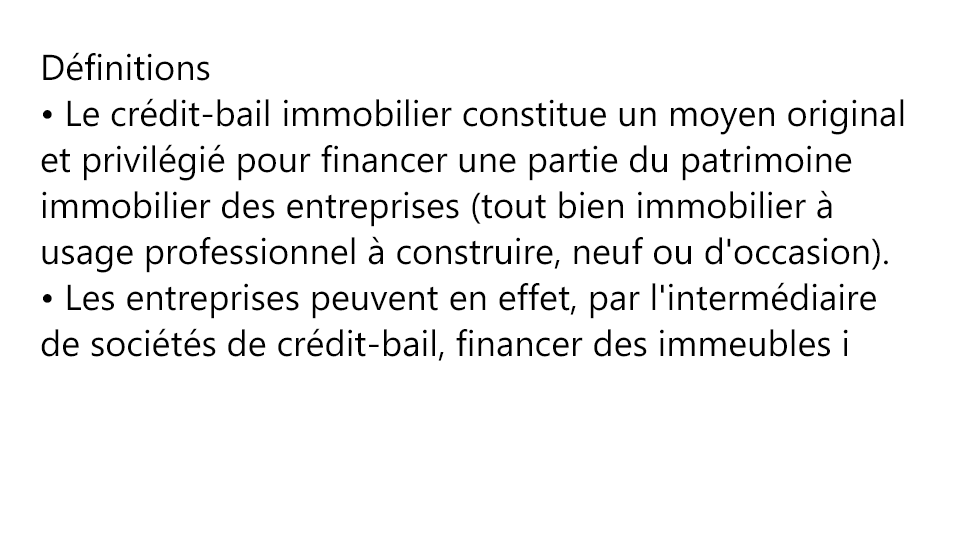 Définitions
• Le crédit-bail immobilier constitue un moyen original
et privilégié pour financer une partie du patrimoine
immobilier des entreprises (tout bien immobilier à
usage professionnel à construire, neuf ou d'occasion).
• Les entreprises peuvent en effet, par l'intermédiaire
de sociétés de crédit-bail, financer des immeubles i